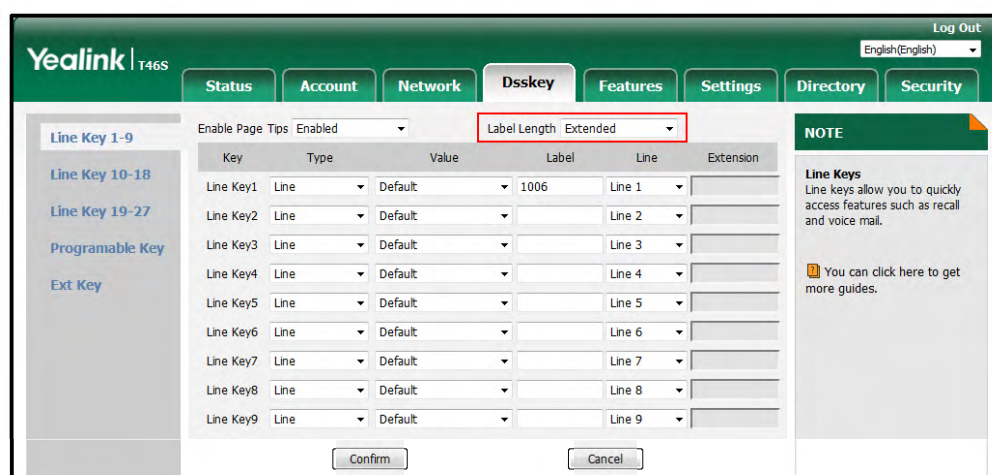 Log Out
Yealink T46S
English(English)
Status Account Network Dsskey Features Settings Directory Security
Line Key 1-9
Line Key 10-18
Line Key 19-27
Programable Key
Ext Key
Enable Page Tips Enabled Label Length Extended
Key Type Value Label Line Extension
Line Key1 Line Default 1006 Line 1
Line Key2 Line Default Line 2
Line Key3 Line Default Line 3
Line Key4 Line Default Line 4
Line Key5 Line Default Line 5
Line Key6 Line Default Line 6
Line Key7 Line Default Line 7
Line Key8 Line Default Line 8
Line Key9 Line Default Line 9
Confirm Cancel
NOTE
Line Keys
Line keys allow you to quickly
access features such as recall
and voice mail.
? You can click here to get
more guides.